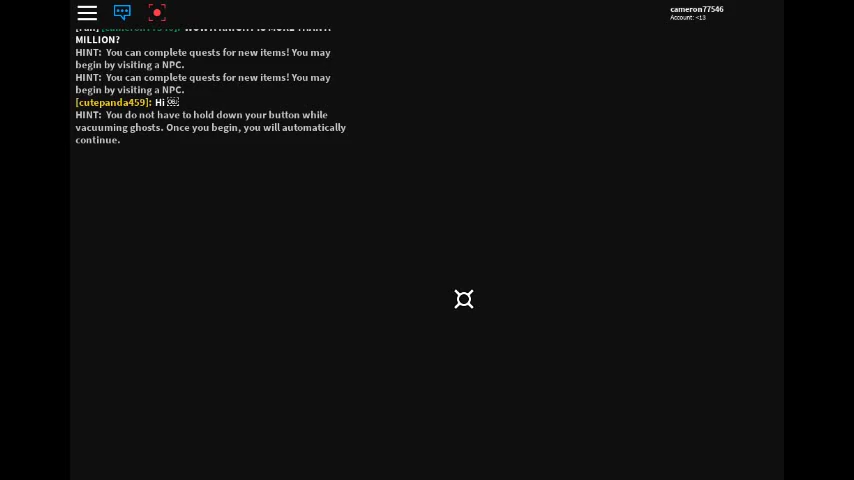 cameron77546
Account: <13
MILLION?
HINT: You can complete quests for new items! You may
begin by visiting a NPC.
HINT: You can complete quests for new items! You may
begin by visiting a NPC.
[cutepanda459]: Hi
HINT: You do not have to hold down your button while
vacuuming ghosts. Once you begin, you will automatically
continue.